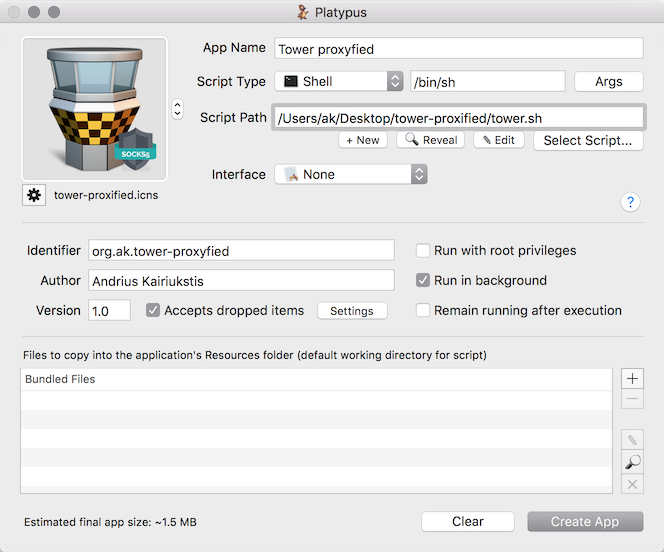 Platypus
App Name Tower proxyfied
Script Type Shell /bin/sh Args
Script Path /Users/ak/Desktop/tower-proxified/tower.sh
+ New Reveal ✎ Edit Select Script...
SOCKS5
Interface None
tower-proxified.icns
?
Identifier org.ak.tower-proxyfied Run with root privileges
Author Andrius Kairiukstis Run in background
Version 1.0 Accepts dropped items Settings Remain running after execution
Files to copy into the application's Resources folder (default working directory for script)
Bundled Files
Estimated final app size: ~1.5 MB Clear Create App